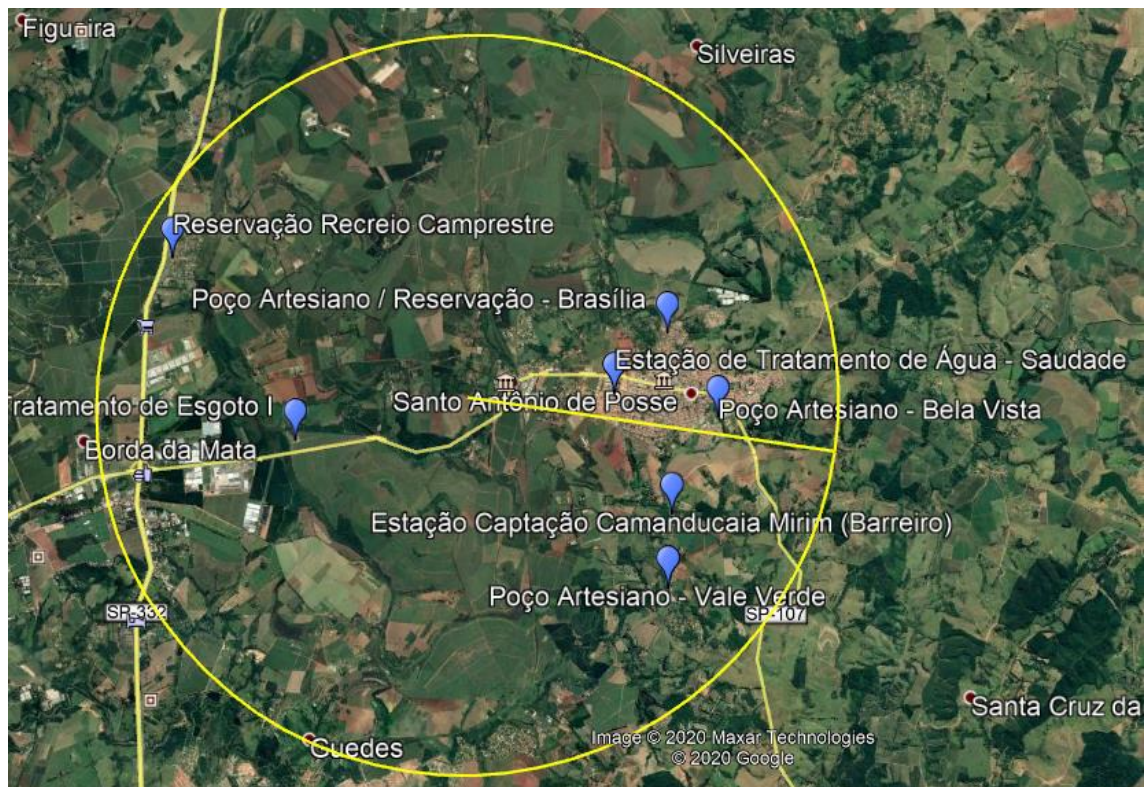 Figueira
Silveiras
Reservação Recreio Camprestre
Poço Artesiano / Reservação - Brasília
Estação de Tratamento de Água - Saudade
Santo Antônio de Posse
ratamento de Esgoto I
Poço Artesiano - Bela Vista
Borda da Mata
Estação Captação Camanducaia Mirim (Barreiro)
Poço Artesiano - Vale Verde
SP-332
SP-107
Santa Cruz da
Guedes
Image © 2020 Maxar Technologies
© 2020 Google